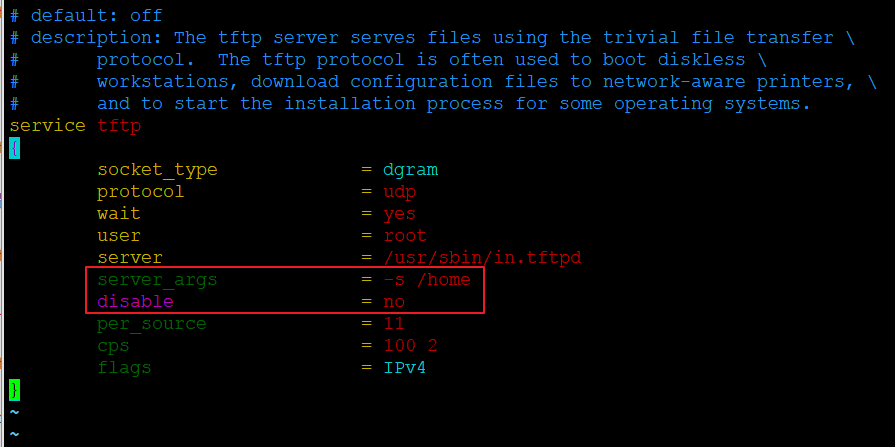 # default: off
# description: The tftp server serves files using the trivial file transfer \
#       protocol.  The tftp protocol is often used to boot diskless \
#       workstations, download configuration files to network-aware printers, \
#       and to start the installation process for some operating systems.
service tftp
{
        socket_type             = dgram
        protocol                = udp
        wait                    = yes
        user                    = root
        server                  = /usr/sbin/in.tftpd
        server_args             = -s /home
        disable                 = no
        per_source              = 11
        cps                     = 100 2
        flags                   = IPv4
}
~
~